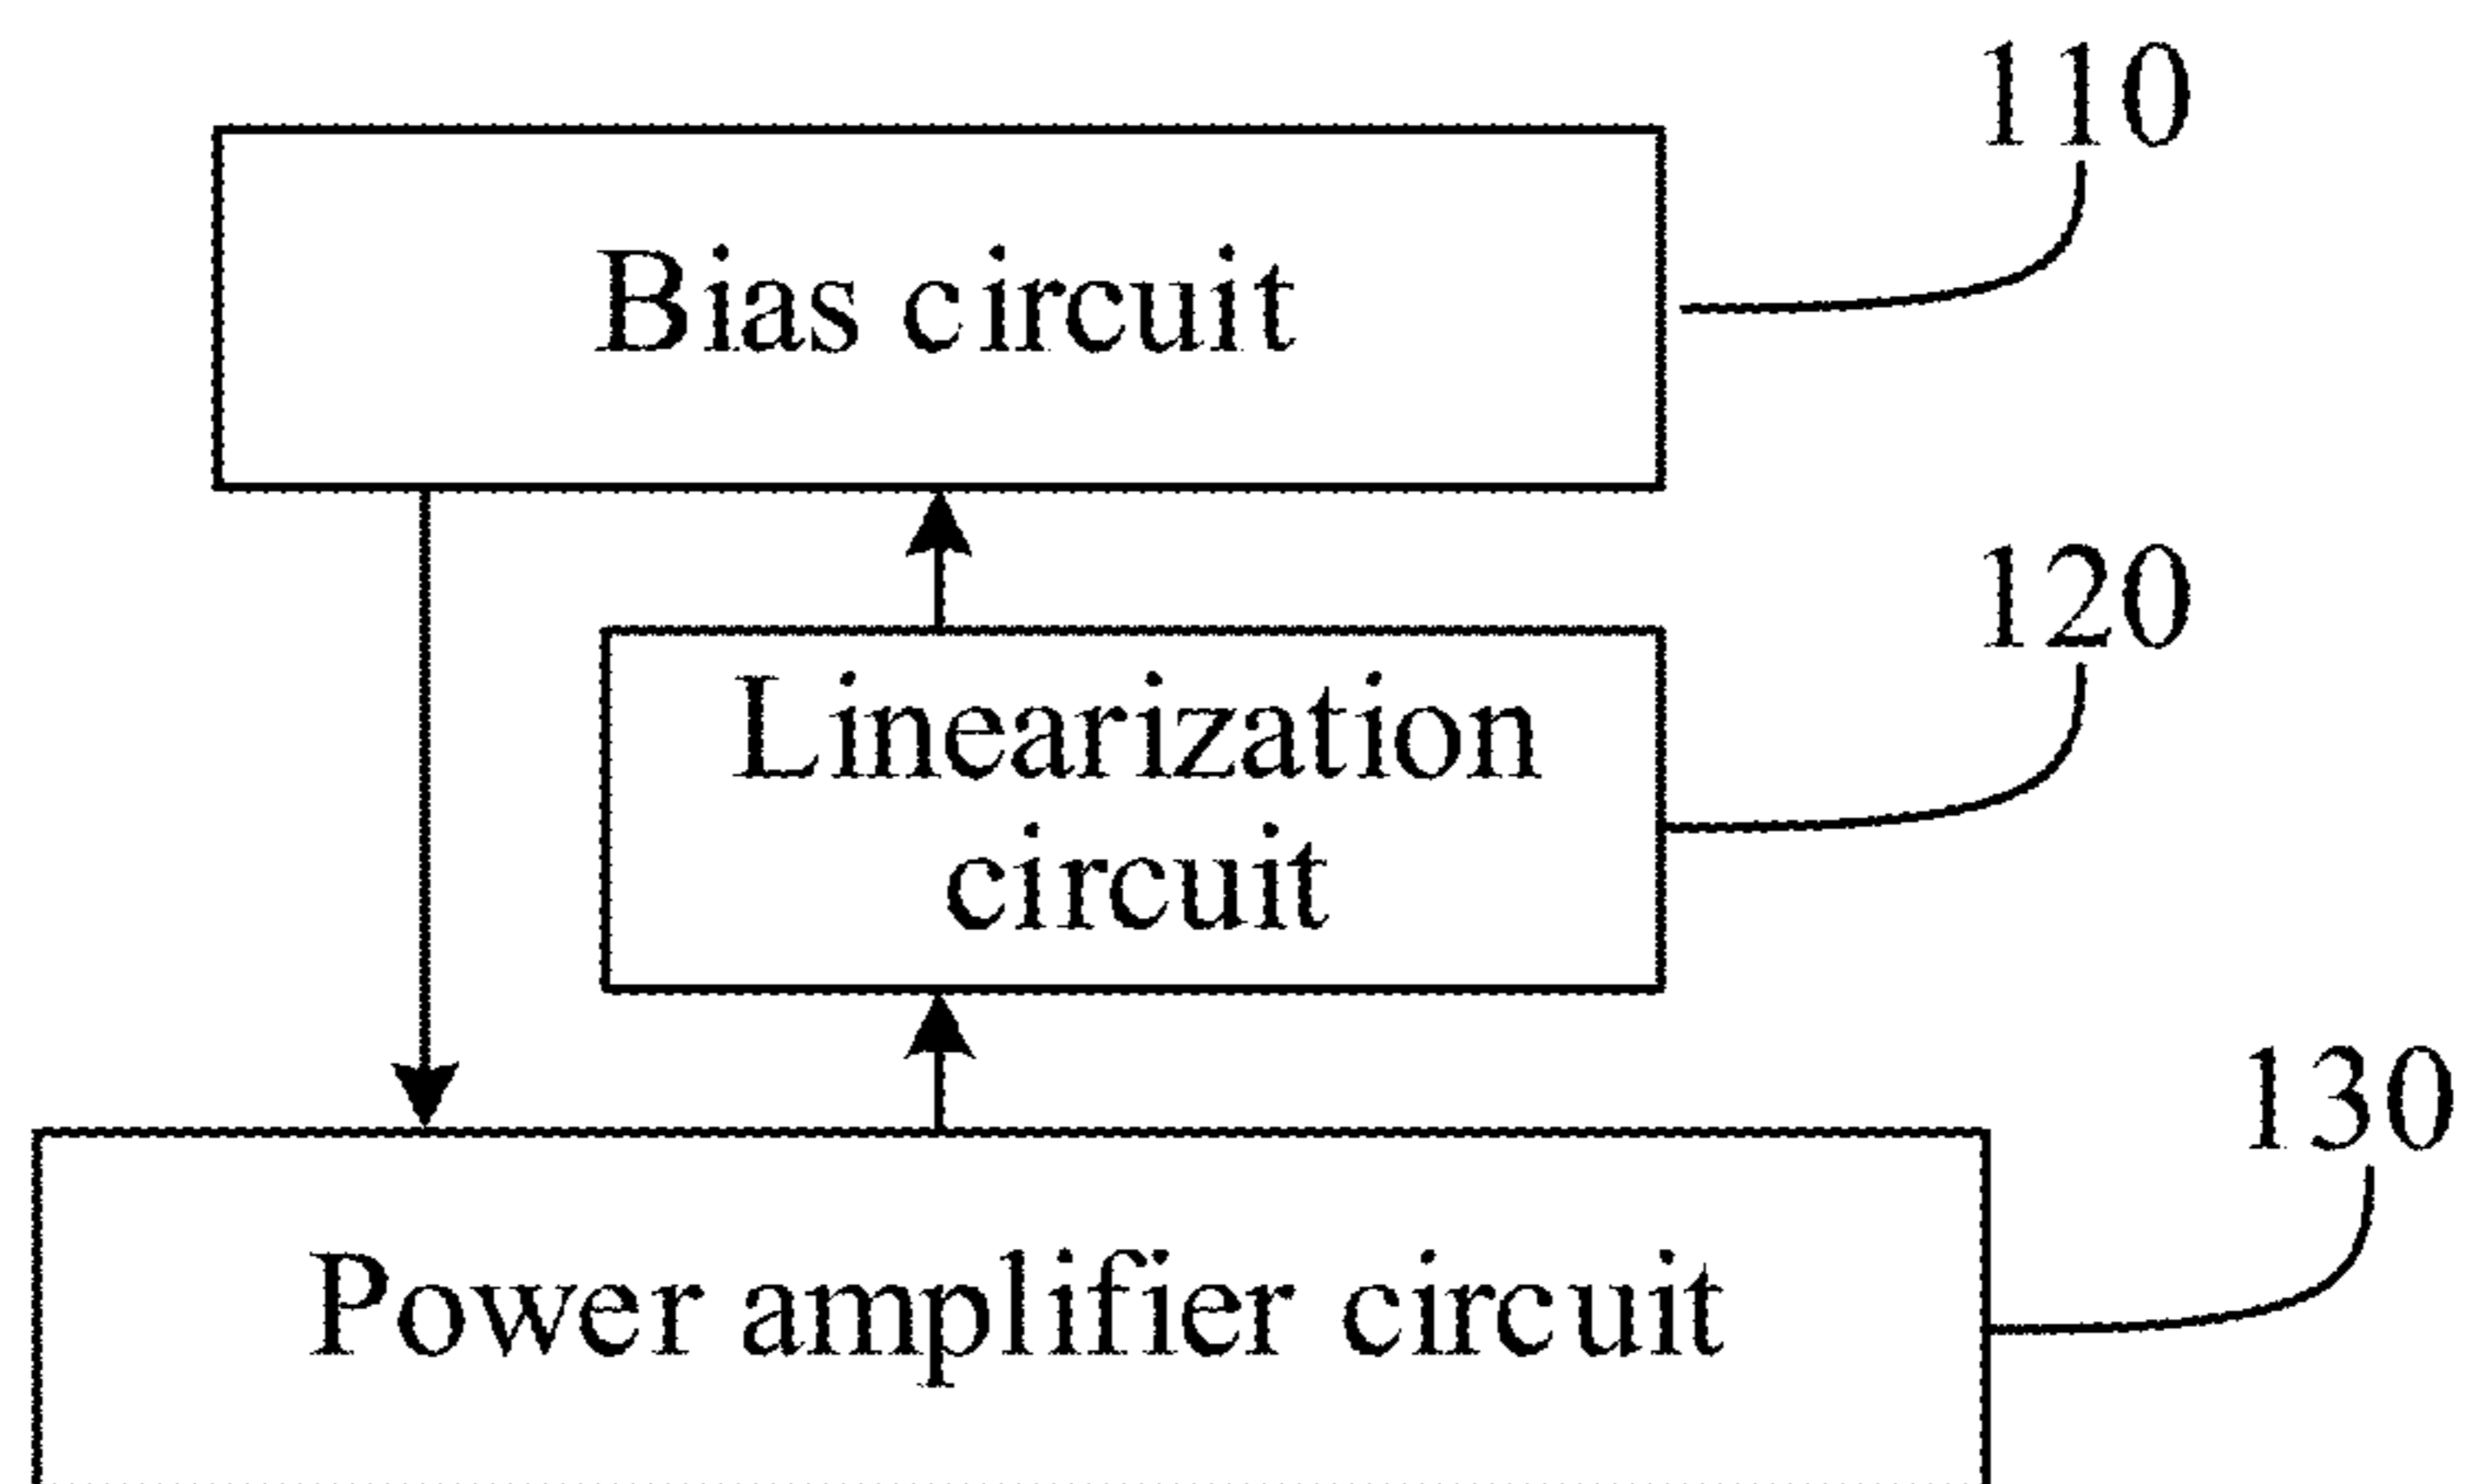 110
Bias circuit
120
Linearization
circuit
130
Power amplifier circuit